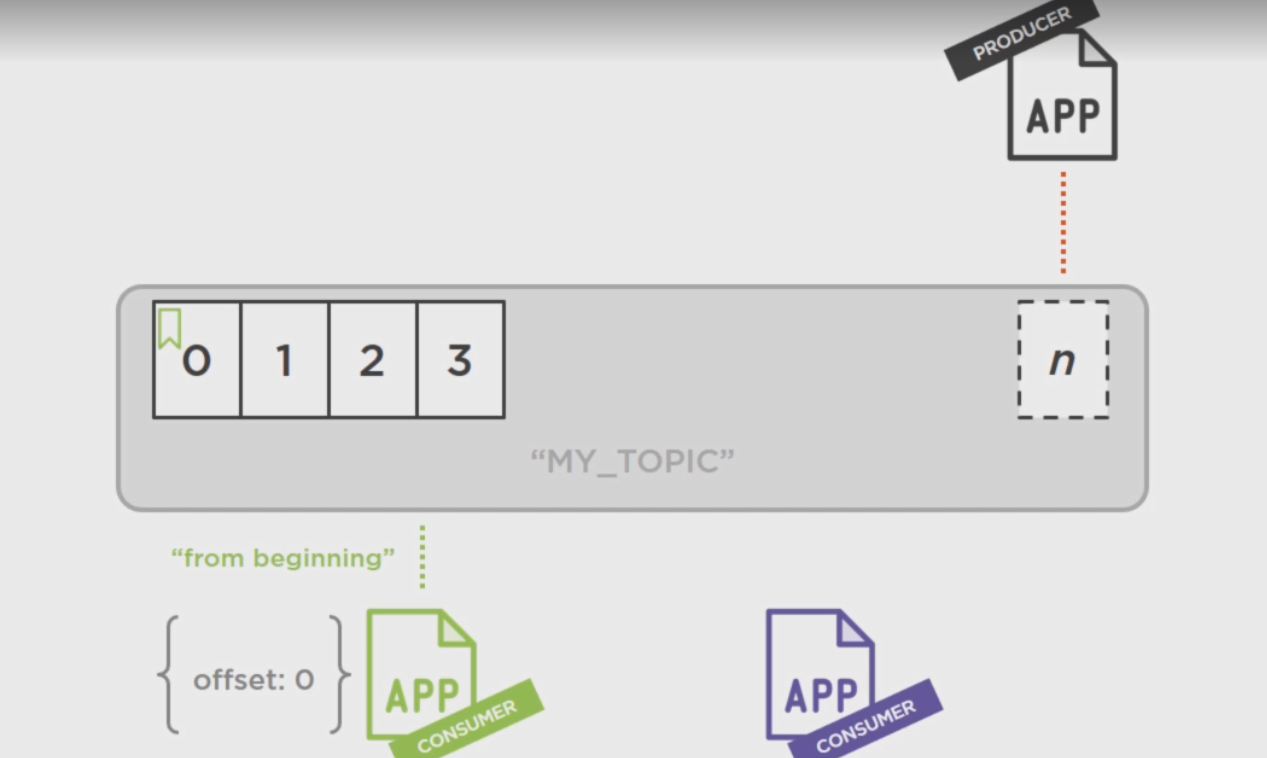 PRODUCER
APP
0 1 2 3 n
“MY_TOPIC”
“from beginning”
offset: 0
APP APP
CONSUMER CONSUMER